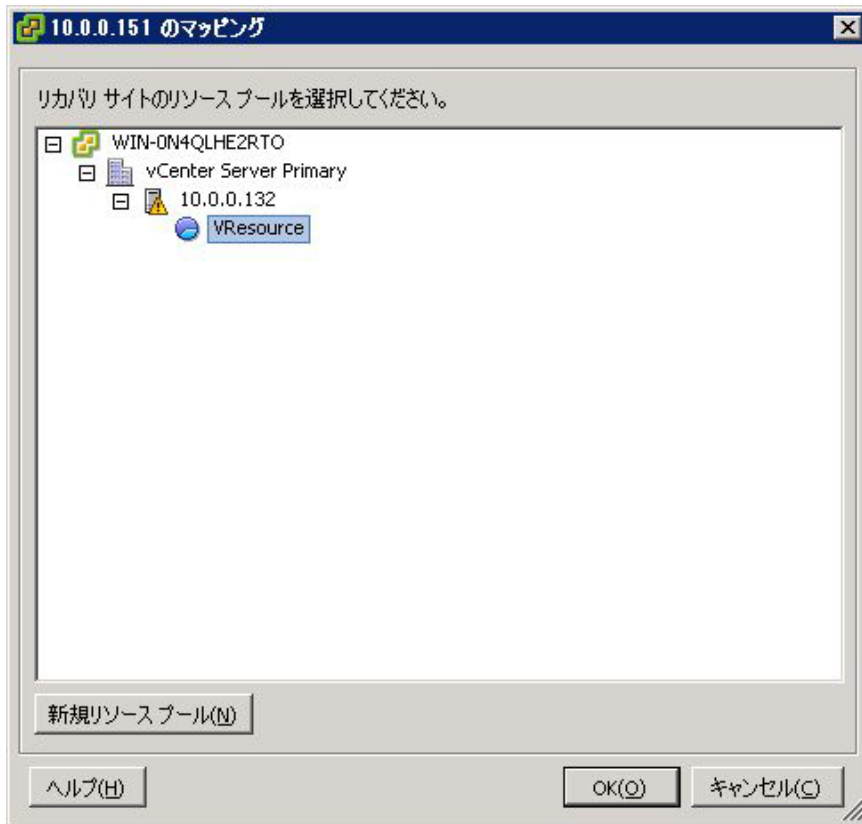 10.0.0.151 のマッピング
リカバリ サイトのリソース プールを選択してください。
WIN-0N4QLHE2RTO
vCenter Server Primary
10.0.0.132
VResource
新規リソース プール(N)
ヘルプ(H)
OK(O)
キャンセル(C)